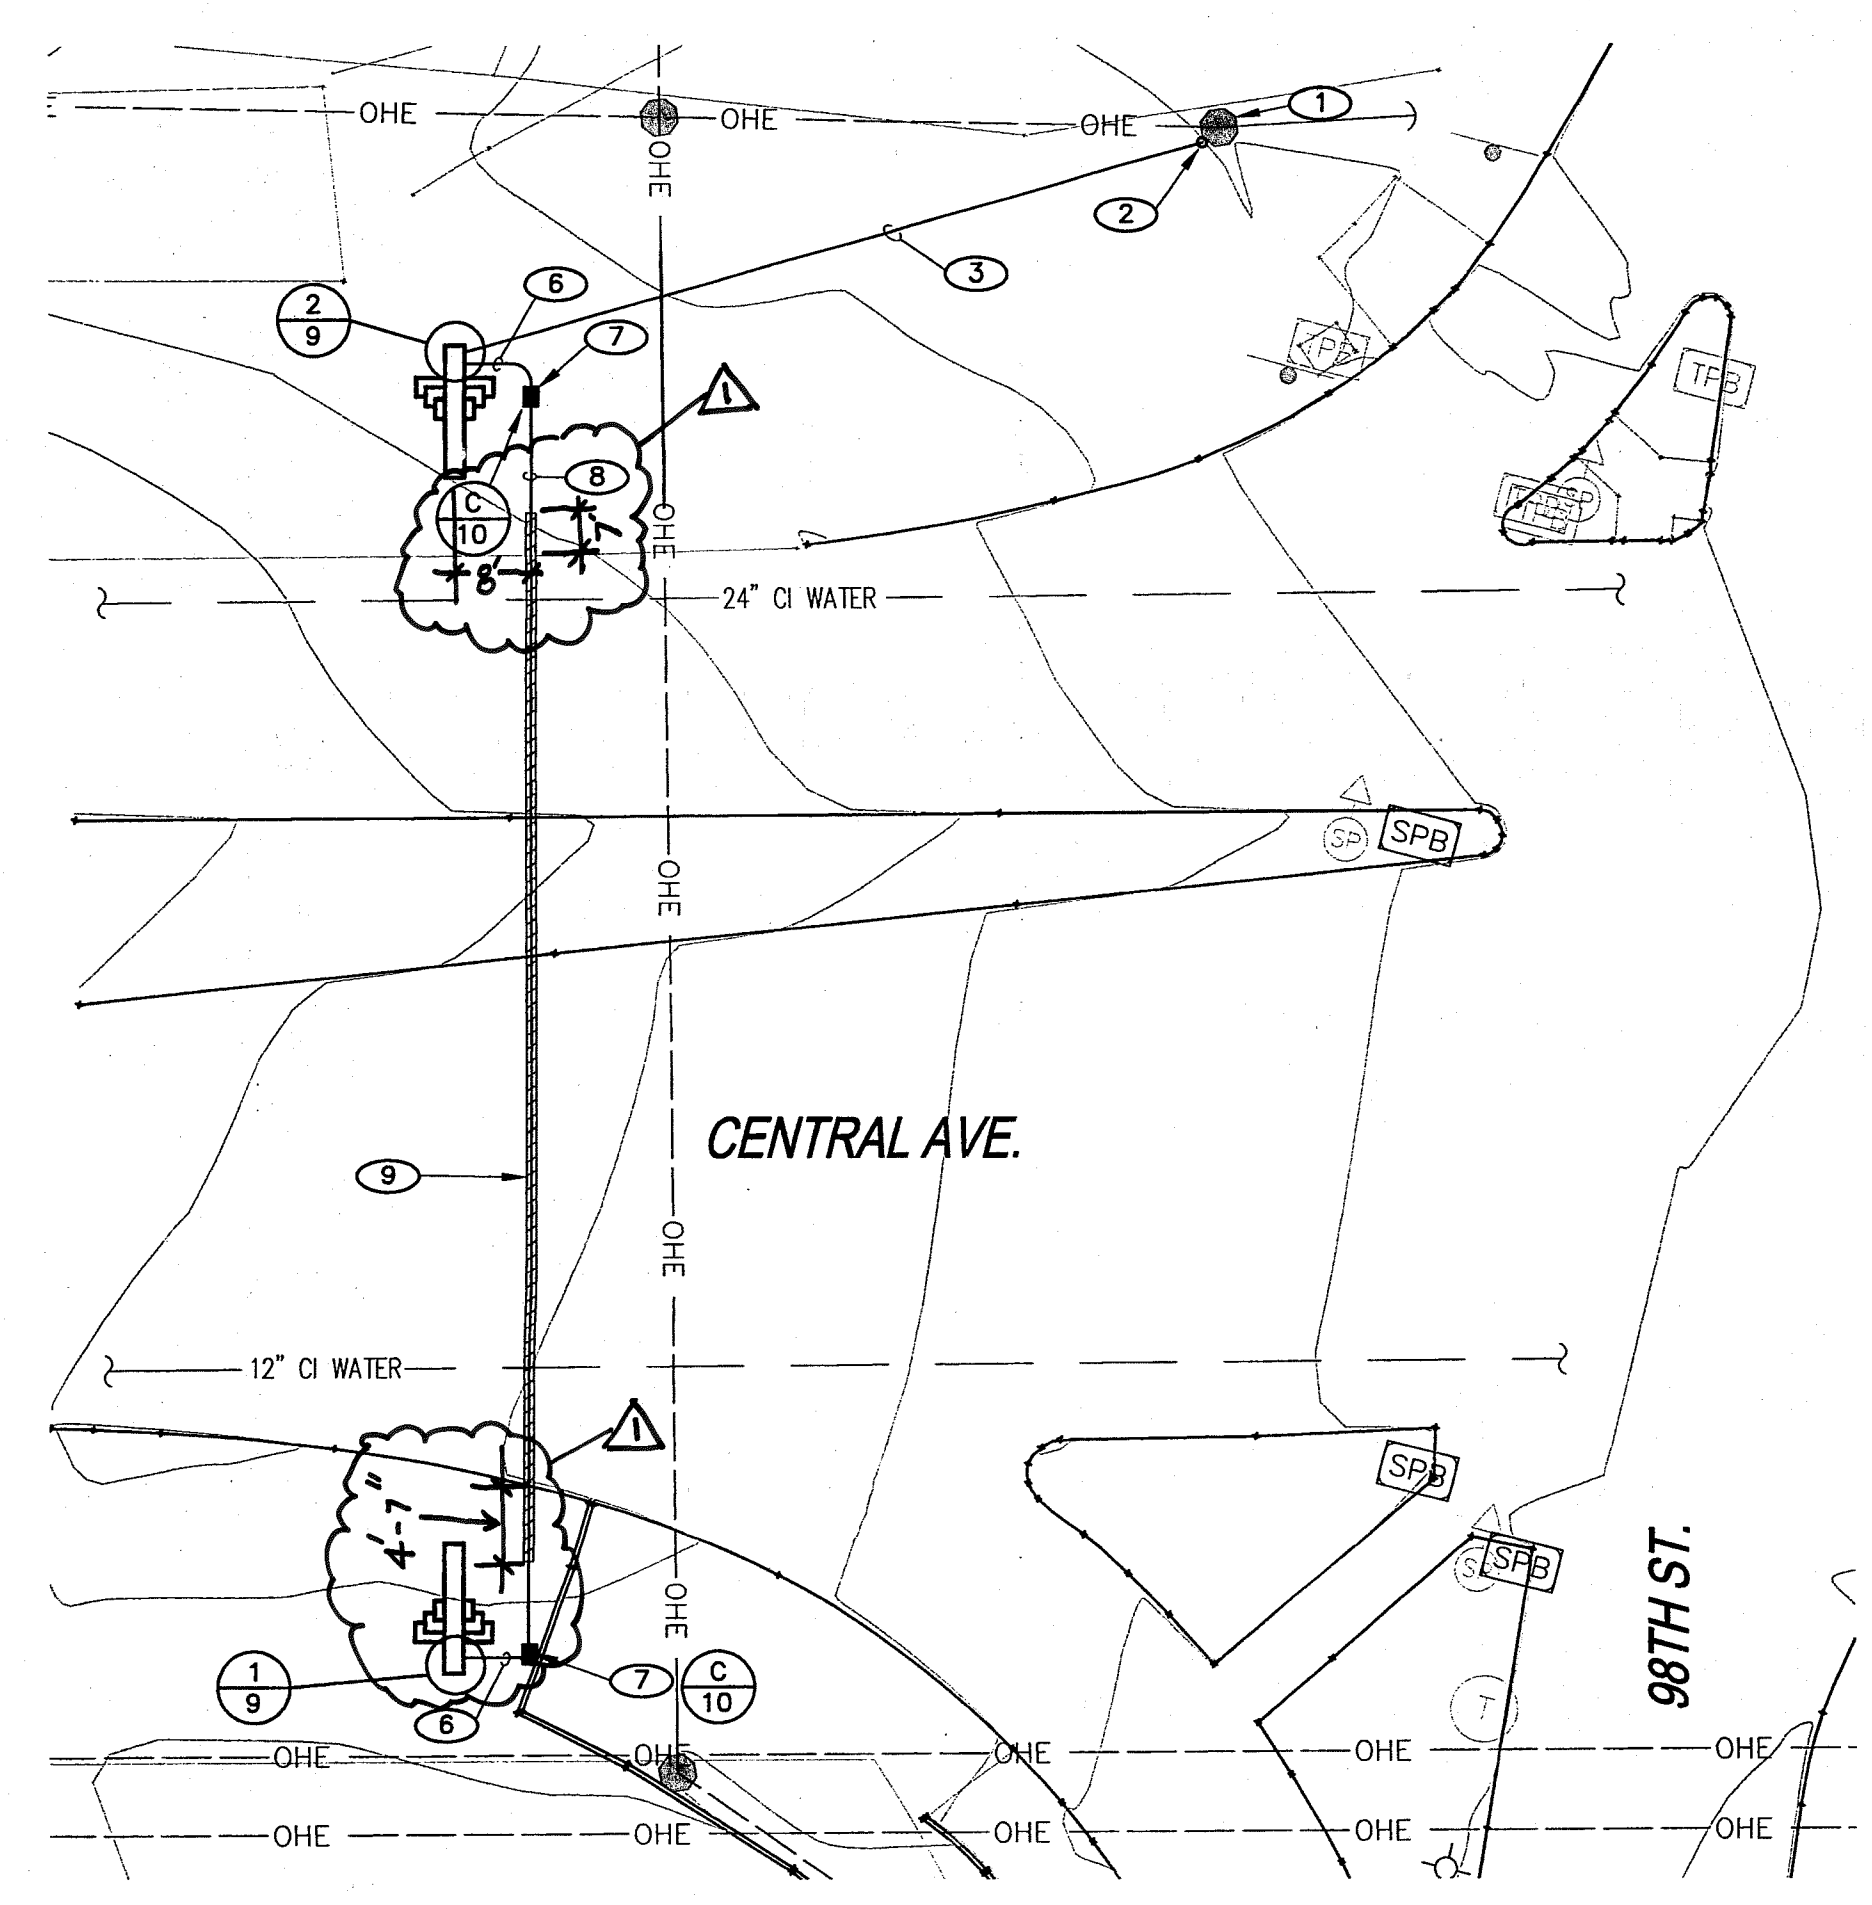 OHE
OHE
OHE
1
OHE
2
3
6
2
9
7
1
TPB
8
C
10
7'
OHE
8'
24" CI WATER
SP
SPB
SP
OHE
CENTRAL AVE.
9
OHE
12" CI WATER
1
4'-7"
SPB
SPB
OHE
98TH ST.
1
9
7
C
10
T
6
OHE
OHE
OHE
OHE
OHE
OHE
OHE
OHE
OHE
OHE